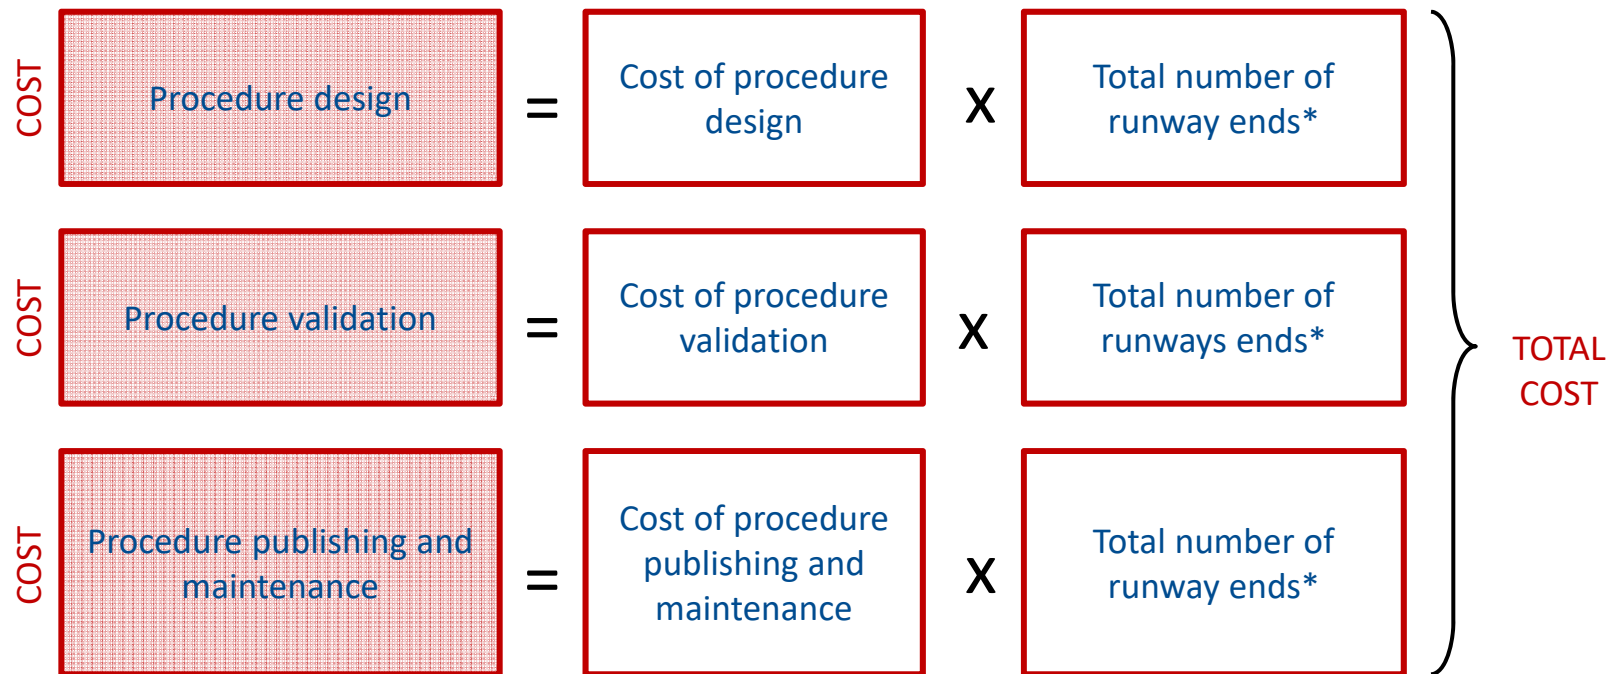 COST
Procedure design
=
Cost of procedure
design
X
Total number of
runway ends*
COST
Procedure validation
=
Cost of procedure
validation
X
Total number of
runways ends*
COST
Procedure publishing and
maintenance
=
Cost of procedure
publishing and
maintenance
X
Total number of
runway ends*
TOTAL
COST